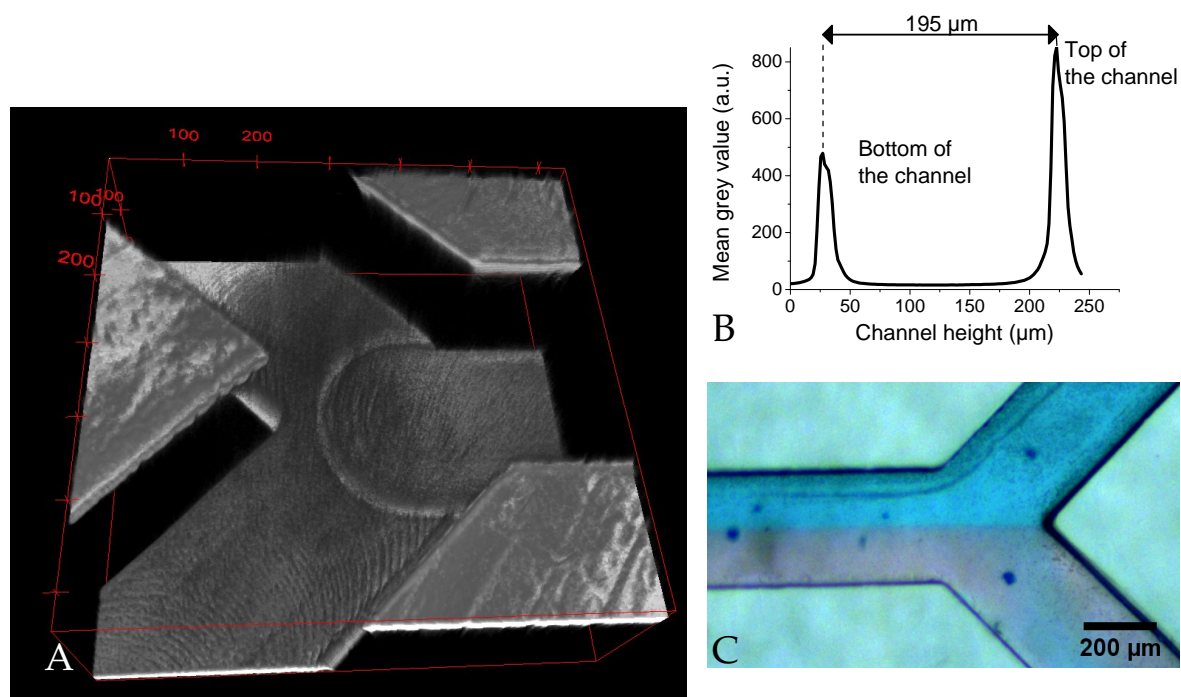 100
200
100
100
200
A
195 µm
Top of
the channel
Bottom of
the channel
Mean grey value (a.u.)
800
600
400
200
0
0
50
100
150
200
250
Channel height (µm)
B
200 µm
C